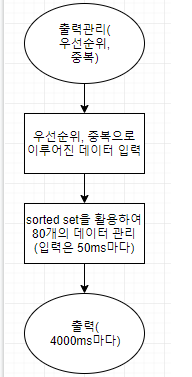 출력관리(
우선순위,
중복)
우선순위, 중복으로
이루어진 데이터 입력
sorted set을 활용하여
80개의 데이터 관리
(입력은 50ms마다)
출력(
4000ms마다)